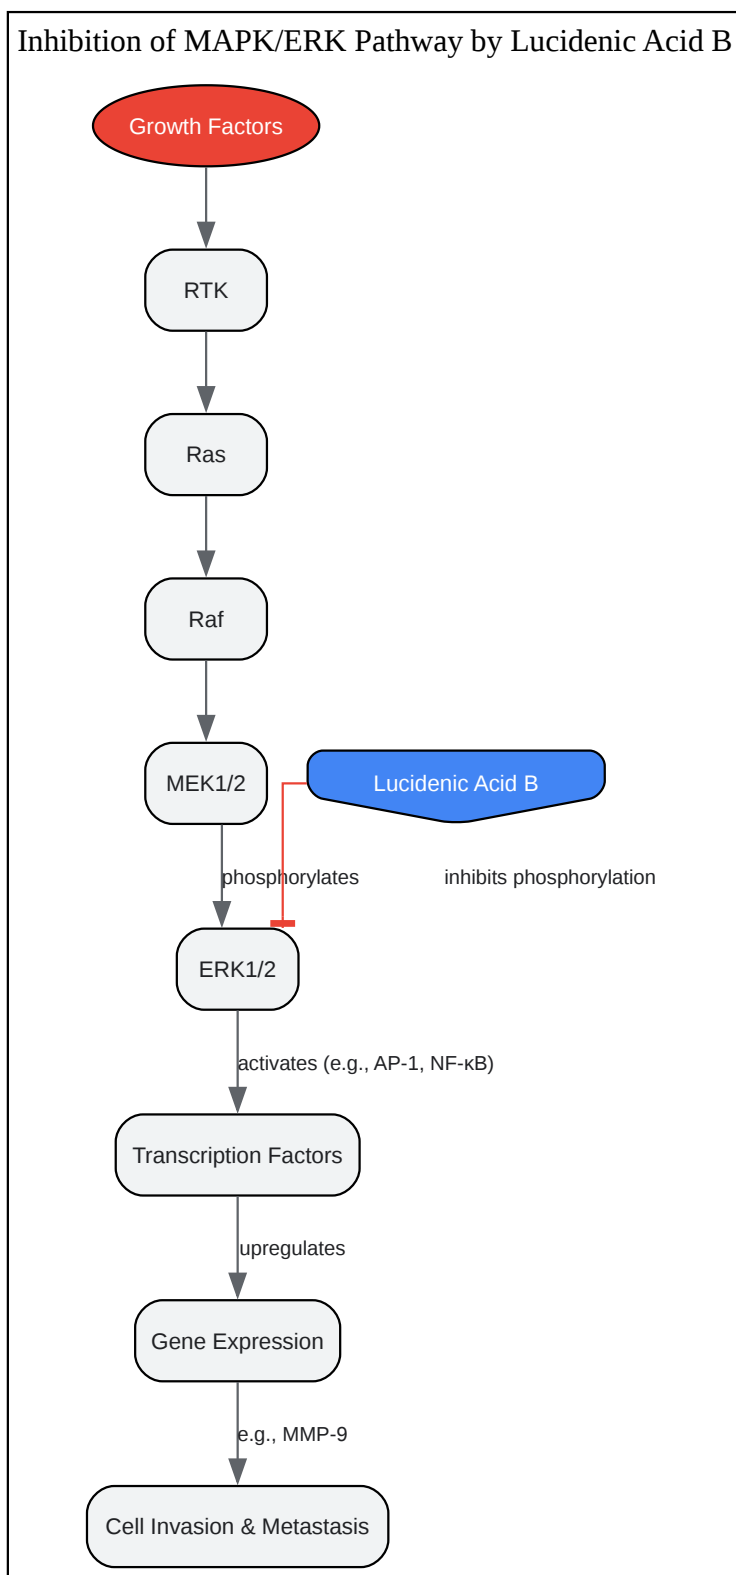 Inhibition of MAPK/ERK Pathway by Lucidenic Acid B
Growth Factors
RTK
Ras
Raf
MEK1/2
Lucidenic Acid B
phosphorylates
inhibits phosphorylation
ERK1/2
activates (e.g., AP-1, NF-κB)
Transcription Factors
upregulates
Gene Expression
e.g., MMP-9
Cell Invasion & Metastasis